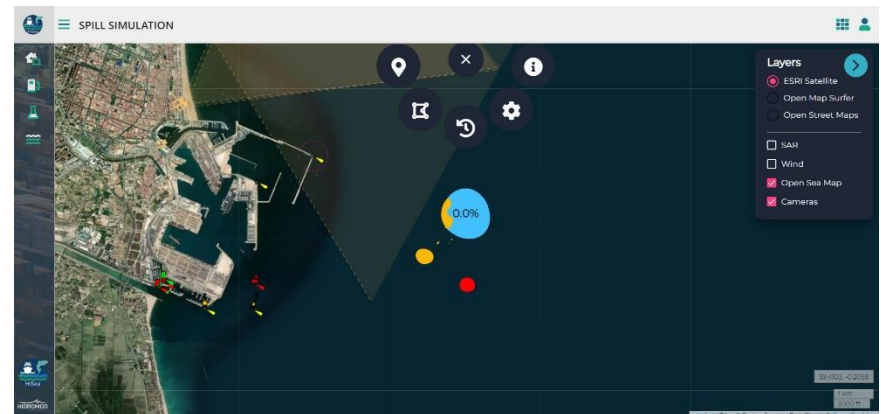 SPILL SIMULATION
Layers
ESRI Satellite
Open Map Surfer
Open Street Maps
SAR
Wind
Open Sea Map
Cameras
0.0%
39.4103, -0.2098
1 km
3000 ft
HiSea
HIDROMOD